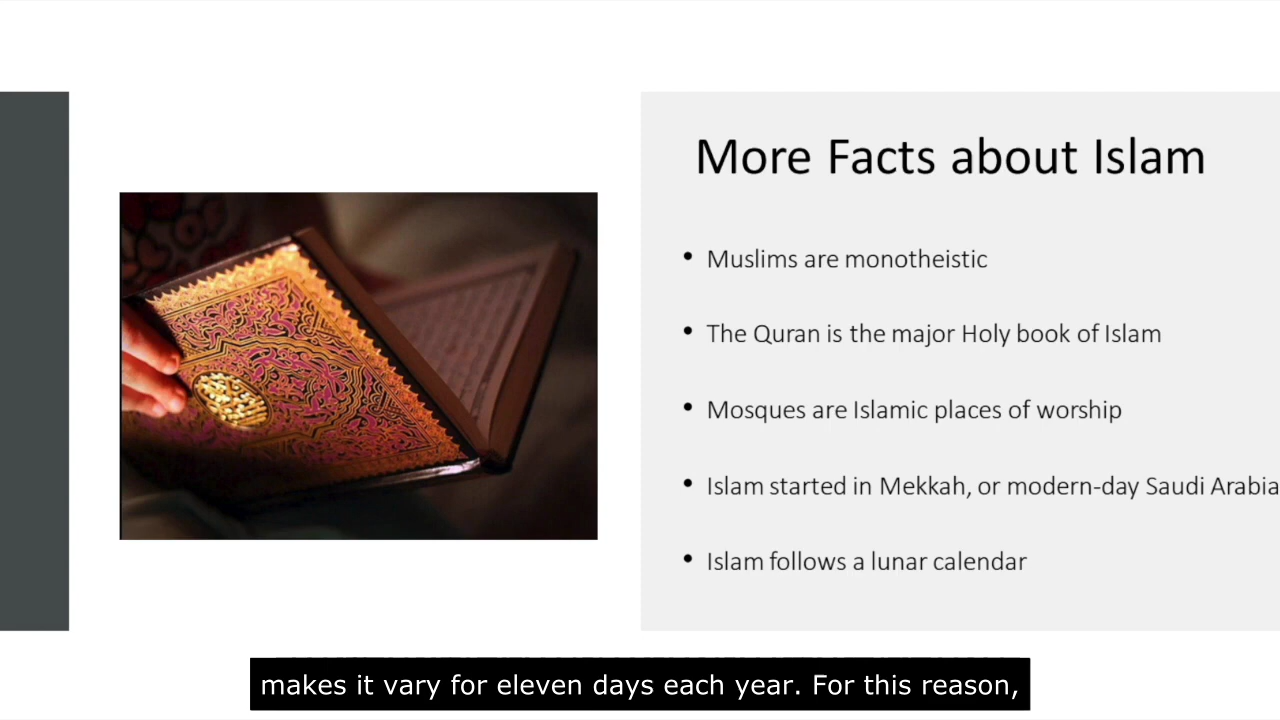 More Facts about Islam
• Muslims are monotheistic
• The Quran is the major Holy book of Islam
• Mosques are Islamic places of worship
• Islam started in Mekkah, or modern-day Saudi Arabia
• Islam follows a lunar calendar
makes it vary for eleven days each year. For this reason,